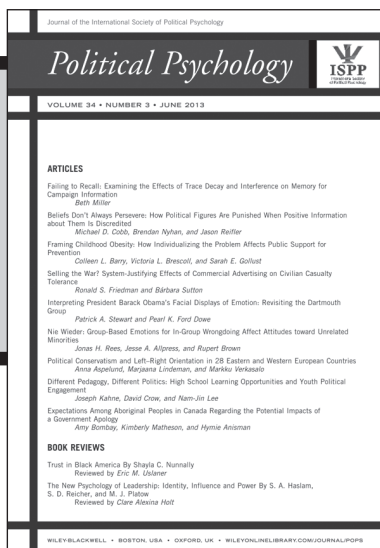 Journal of the International Society of Political Psychology
Political Psychology
ISPP
VOLUME 34 • NUMBER 3 • JUNE 2013
ARTICLES
Failing to Recall: Examining the Effects of Trace Decay and Interference on Memory for
Campaign Information
Beth Miller
Beliefs Don't Always Persevere: How Political Figures Are Punished When Positive Information
about Them Is Discredited
Michael D. Cobb, Brendan Nyhan, and Jason Reifler
Framing Childhood Obesity: How Individualizing the Problem Affects Public Support for
Prevention
Colleen L. Barry, Victoria L. Brescoll, and Sarah E. Gollust
Selling the War? System-Justifying Effects of Commercial Advertising on Civilian Casualty
Tolerance
Ronald S. Friedman and Bárbara Sutton
Interpreting President Barack Obama's Facial Displays of Emotion: Revisiting the Dartmouth
Group
Patrick A. Stewart and Pearl K. Ford Dowe
Nie Wieder: Group-Based Emotions for In-Group Wrongdoing Affect Attitudes toward Unrelated
Minorities
Jonas H. Rees, Jesse A. Allpress, and Rupert Brown
Political Conservatism and Left–Right Orientation in 28 Eastern and Western European Countries
Anna Aspelund, Marjaana Lindeman, and Markku Verkasalo
Different Pedagogy, Different Politics: High School Learning Opportunities and Youth Political
Engagement
Joseph Kahne, David Crow, and Nam-Jin Lee
Expectations Among Aboriginal Peoples in Canada Regarding the Potential Impacts of
a Government Apology
Amy Bombay, Kimberly Matheson, and Hymie Anisman
BOOK REVIEWS
Trust in Black America By Shayla C. Nunnally
Reviewed by Eric M. Uslaner
The New Psychology of Leadership: Identity, Influence and Power By S. A. Haslam,
S. D. Reicher, and M. J. Platow
Reviewed by Clare Alexina Holt
WILEY-BLACKWELL • BOSTON, USA • OXFORD, UK • WILEYONLINELIBRARY.COM/JOURNAL/POPS